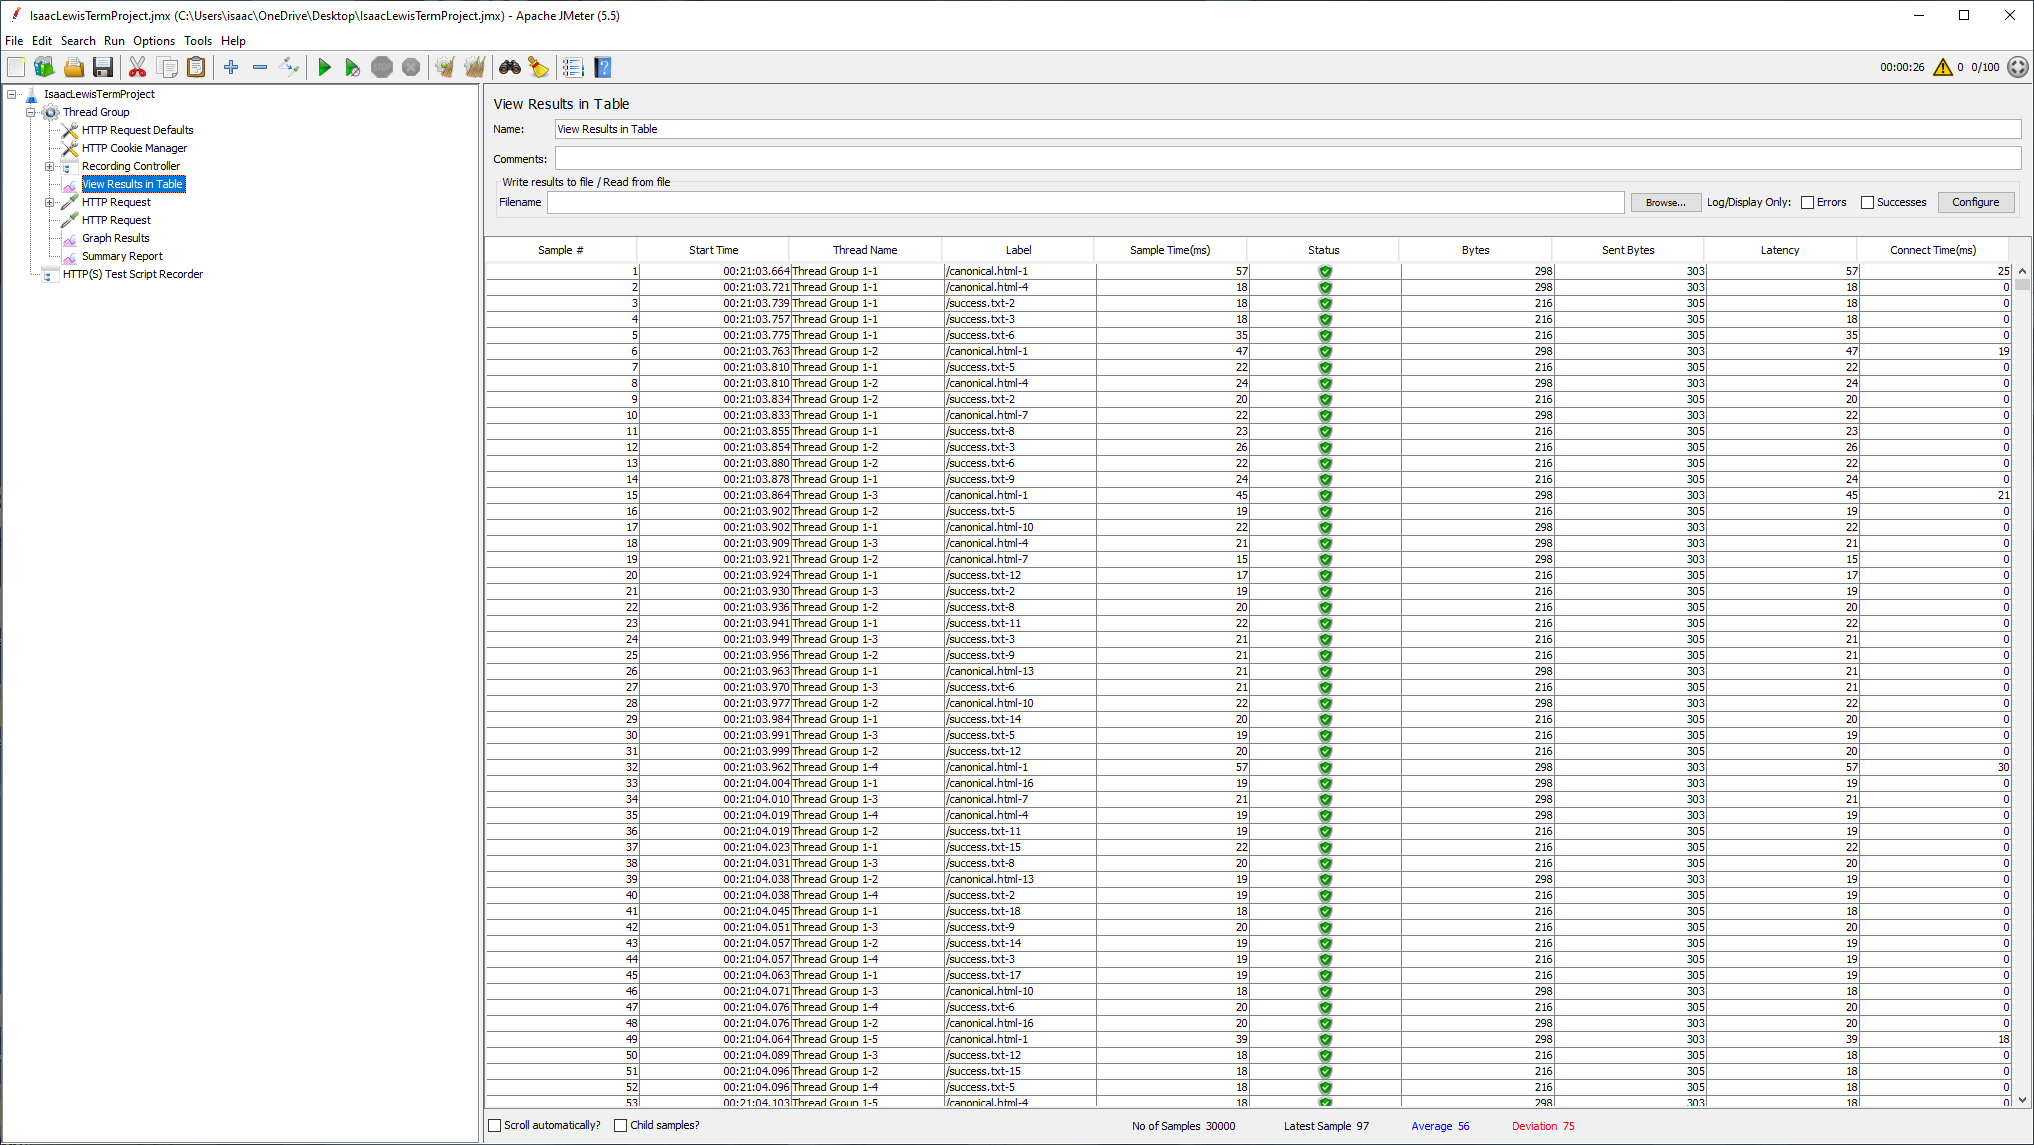 IsaacLewisTermProject.jmx (C:\Users\isaac\OneDrive\Desktop\IsaacLewisTermProject.jmx) - Apache JMeter (5.5)
File Edit Search Run Options Tools Help
00:00:26 0 0/100
IsaacLewisTermProject
Thread Group
HTTP Request Defaults
HTTP Cookie Manager
Recording Controller
View Results in Table
HTTP Request
HTTP Request
Graph Results
Summary Report
HTTP(S) Test Script Recorder
View Results in Table
Name: View Results in Table
Comments:
Write results to file / Read from file
Filename Browse... Log/Display Only: Errors Successes Configure
Sample # Start Time Thread Name Label Sample Time(ms) Status Bytes Sent Bytes Latency Connect Time(ms)
1 00:21:03.664 Thread Group 1-1 /canonical.html-1 57 298 303 57 25
2 00:21:03.721 Thread Group 1-1 /canonical.html-4 18 298 303 18 0
3 00:21:03.739 Thread Group 1-1 /success.txt-2 18 216 305 18 0
4 00:21:03.757 Thread Group 1-1 /success.txt-3 18 216 305 18 0
5 00:21:03.775 Thread Group 1-1 /success.txt-6 35 216 305 35 0
6 00:21:03.763 Thread Group 1-2 /canonical.html-1 47 298 303 47 19
7 00:21:03.810 Thread Group 1-1 /success.txt-5 22 216 305 22 0
8 00:21:03.810 Thread Group 1-2 /canonical.html-4 24 298 303 24 0
9 00:21:03.834 Thread Group 1-2 /success.txt-2 20 216 305 20 0
10 00:21:03.833 Thread Group 1-1 /canonical.html-7 22 298 303 22 0
11 00:21:03.855 Thread Group 1-1 /success.txt-8 23 216 305 23 0
12 00:21:03.854 Thread Group 1-2 /success.txt-3 26 216 305 26 0
13 00:21:03.880 Thread Group 1-2 /success.txt-6 22 216 305 22 0
14 00:21:03.878 Thread Group 1-1 /success.txt-9 24 216 305 24 0
15 00:21:03.864 Thread Group 1-3 /canonical.html-1 45 298 303 45 21
16 00:21:03.902 Thread Group 1-2 /success.txt-5 19 216 305 19 0
17 00:21:03.902 Thread Group 1-1 /canonical.html-10 22 298 303 22 0
18 00:21:03.909 Thread Group 1-3 /canonical.html-4 21 298 303 21 0
19 00:21:03.921 Thread Group 1-2 /canonical.html-7 15 298 303 15 0
20 00:21:03.924 Thread Group 1-1 /success.txt-12 17 216 305 17 0
21 00:21:03.930 Thread Group 1-3 /success.txt-2 19 216 305 19 0
22 00:21:03.936 Thread Group 1-2 /success.txt-8 20 216 305 20 0
23 00:21:03.941 Thread Group 1-1 /success.txt-11 22 216 305 22 0
24 00:21:03.949 Thread Group 1-3 /success.txt-3 21 216 305 21 0
25 00:21:03.956 Thread Group 1-2 /success.txt-9 21 216 305 21 0
26 00:21:03.963 Thread Group 1-1 /canonical.html-13 21 298 303 21 0
27 00:21:03.970 Thread Group 1-3 /success.txt-6 21 216 305 21 0
28 00:21:03.977 Thread Group 1-2 /canonical.html-10 22 298 303 22 0
29 00:21:03.984 Thread Group 1-1 /success.txt-14 20 216 305 20 0
30 00:21:03.991 Thread Group 1-3 /success.txt-5 19 216 305 19 0
31 00:21:03.999 Thread Group 1-2 /success.txt-12 20 216 305 20 0
32 00:21:03.962 Thread Group 1-4 /canonical.html-1 57 298 303 57 30
33 00:21:04.004 Thread Group 1-1 /canonical.html-16 19 298 303 19 0
34 00:21:04.010 Thread Group 1-3 /canonical.html-7 21 298 303 21 0
35 00:21:04.019 Thread Group 1-4 /canonical.html-4 19 298 303 19 0
36 00:21:04.019 Thread Group 1-2 /success.txt-11 19 216 305 19 0
37 00:21:04.023 Thread Group 1-1 /success.txt-15 22 216 305 22 0
38 00:21:04.031 Thread Group 1-3 /success.txt-8 20 216 305 20 0
39 00:21:04.038 Thread Group 1-2 /canonical.html-13 19 298 303 19 0
40 00:21:04.038 Thread Group 1-4 /success.txt-2 19 216 305 19 0
41 00:21:04.045 Thread Group 1-1 /success.txt-18 18 216 305 18 0
42 00:21:04.051 Thread Group 1-3 /success.txt-9 20 216 305 20 0
43 00:21:04.057 Thread Group 1-2 /success.txt-14 19 216 305 19 0
44 00:21:04.057 Thread Group 1-4 /success.txt-3 19 216 305 19 0
45 00:21:04.063 Thread Group 1-1 /success.txt-17 19 216 305 19 0
46 00:21:04.071 Thread Group 1-3 /canonical.html-10 18 298 303 18 0
47 00:21:04.076 Thread Group 1-4 /success.txt-6 20 216 305 20 0
48 00:21:04.076 Thread Group 1-2 /canonical.html-16 20 298 303 20 0
49 00:21:04.064 Thread Group 1-5 /canonical.html-1 39 298 303 39 18
50 00:21:04.089 Thread Group 1-3 /success.txt-12 18 216 305 18 0
51 00:21:04.096 Thread Group 1-2 /success.txt-15 18 216 305 18 0
52 00:21:04.096 Thread Group 1-4 /success.txt-5 18 216 305 18 0
53 00:21:04.103 Thread Group 1-5 /canonical.html-4 18 298 303 18 0
Scroll automatically? Child samples? No of Samples 30000 Latest Sample 97 Average 56 Deviation 75